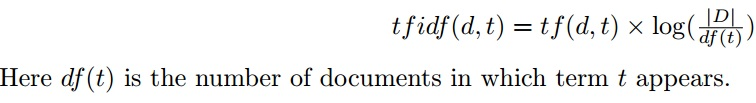 tfidf(d, t) = tf(d, t) × log(|D|/df(t))
Here df(t) is the number of documents in which term t appears.